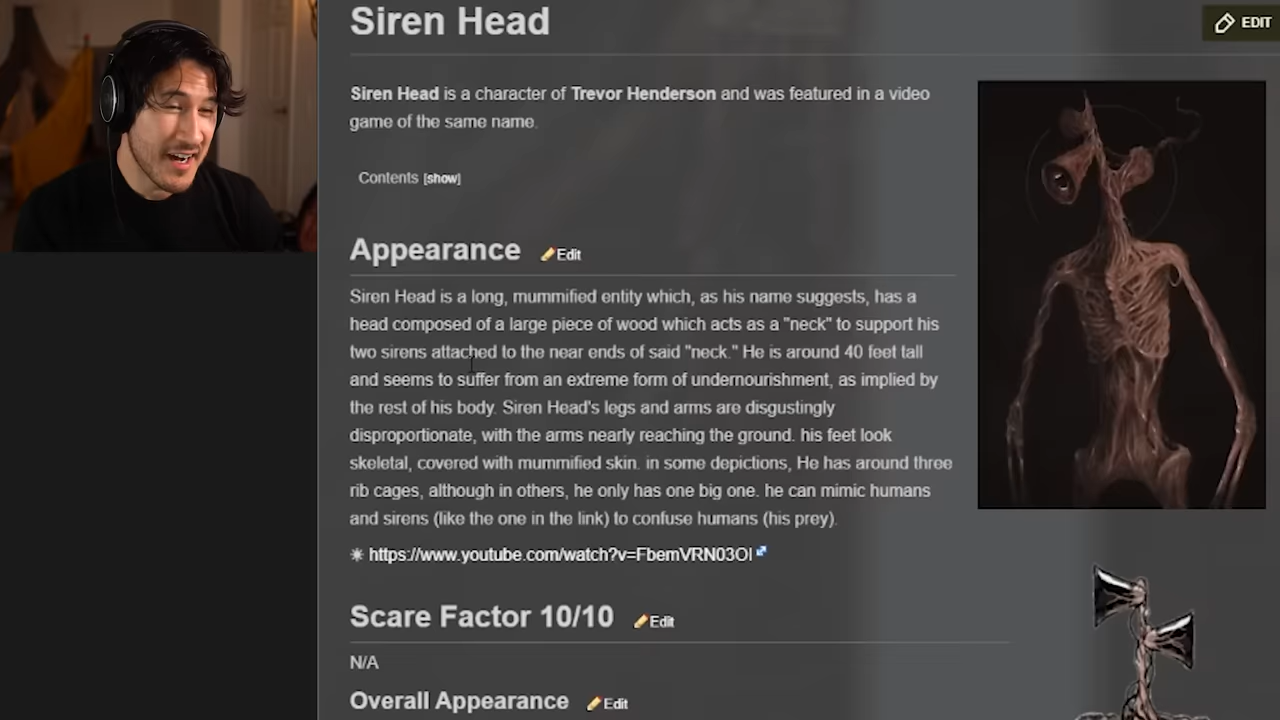 Siren Head
EDIT
Siren Head is a character of Trevor Henderson and was featured in a video
game of the same name.
Contents [show]
Appearance Edit
Siren Head is a long, mummified entity which, as his name suggests, has a
head composed of a large piece of wood which acts as a "neck" to support his
two sirens attached to the near ends of said "neck." He is around 40 feet tall
and seems to suffer from an extreme form of undernourishment, as implied by
the rest of his body. Siren Head's legs and arms are disgustingly
disproportionate, with the arms nearly reaching the ground. his feet look
skeletal, covered with mummified skin. in some depictions, He has around three
rib cages, although in others, he only has one big one. he can mimic humans
and sirens (like the one in the link) to confuse humans (his prey).
https://www.youtube.com/watch?v=FbemVRN03OI
Scare Factor 10/10 Edit
N/A
Overall Appearance Edit